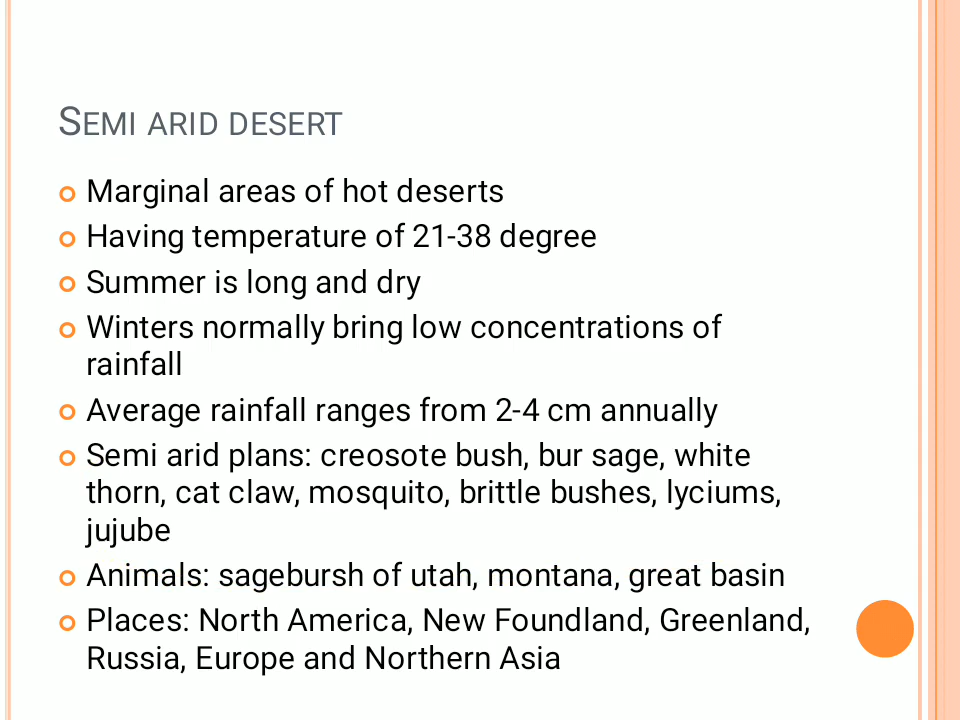 SEMI ARID DESERT
Marginal areas of hot deserts
Having temperature of 21-38 degree
Summer is long and dry
Winters normally bring low concentrations of
rainfall
Average rainfall ranges from 2-4 cm annually
Semi arid plans: creosote bush, bur sage, white
thorn, cat claw, mosquito, brittle bushes, lyciums,
jujube
Animals: sagebursh of utah, montana, great basin
Places: North America, New Foundland, Greenland,
Russia, Europe and Northern Asia